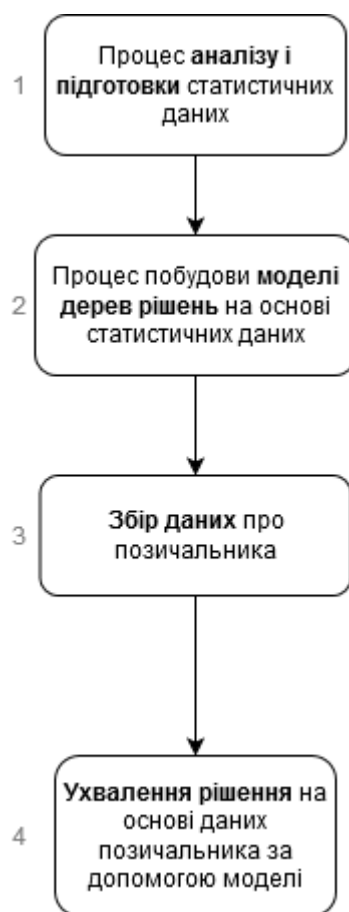 1
Процес аналізу і
підготовки статистичних
даних
2
Процес побудови моделі
дерев рішень на основі
статистичних даних
3
Збір даних про
позичальника
4
Ухвалення рішення на
основі даних
позичальника за
допомогою моделі